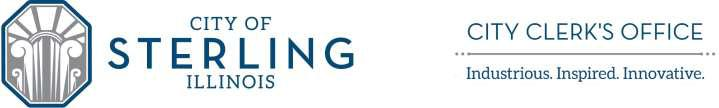 CITY OF
STERLING
ILLINOIS
CITY CLERK'S OFFICE
Industrious. Inspired. Innovative.